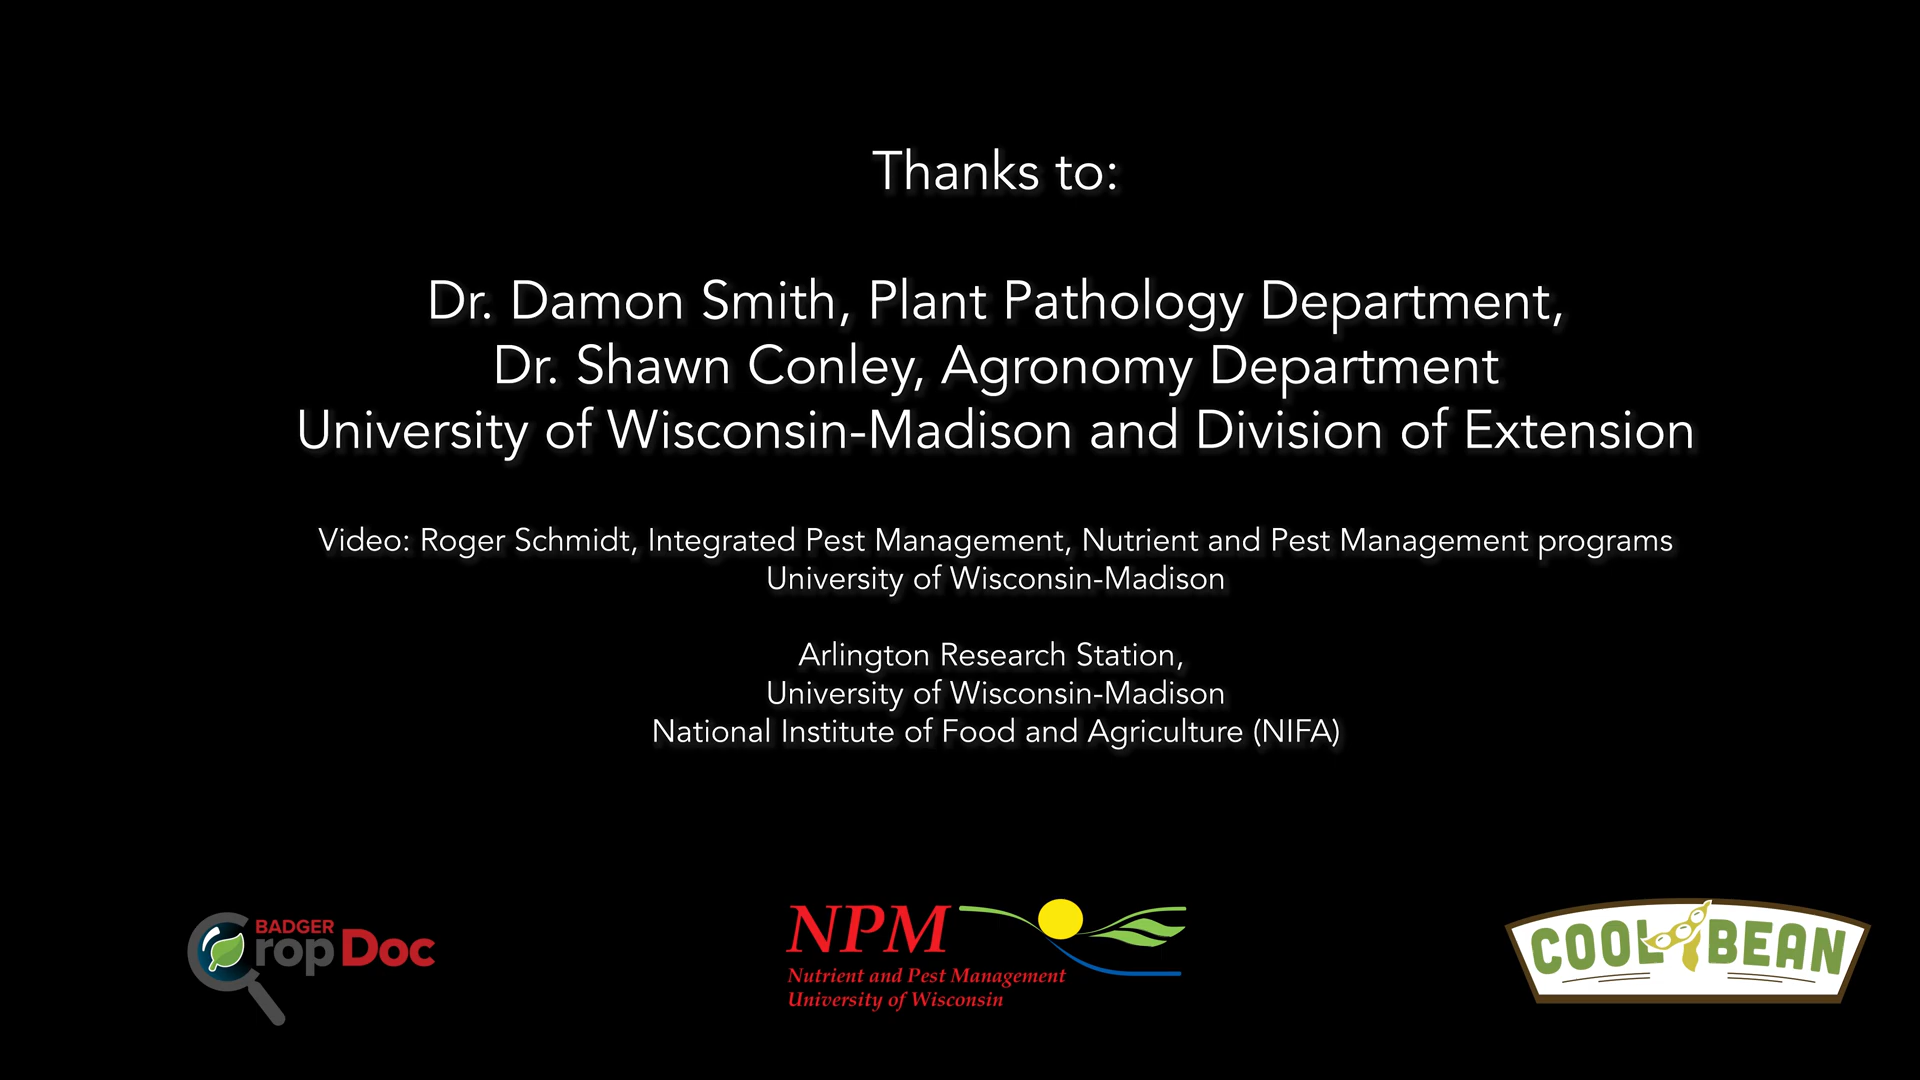 Thanks to:
Dr. Damon Smith, Plant Pathology Department,
Dr. Shawn Conley, Agronomy Department
University of Wisconsin-Madison and Division of Extension
Video: Roger Schmidt, Integrated Pest Management, Nutrient and Pest Management programs
University of Wisconsin-Madison
Arlington Research Station,
University of Wisconsin-Madison
National Institute of Food and Agriculture (NIFA)
BADGER
Crop Doc
NPM
Nutrient and Pest Management
University of Wisconsin
COOL BEAN